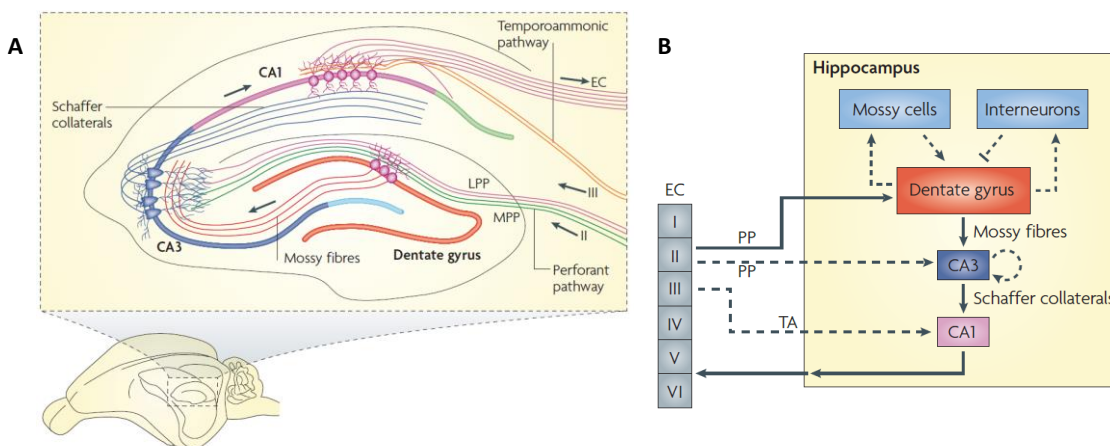 A
Temporoammonic
pathway
CA1
EC
Schaffer
collaterals
LPP
III
MPP
II
CA3
Mossy fibres
Dentate gyrus
Perforant
pathway
B
Hippocampus
Mossy cells
Interneurons
EC
Dentate gyrus
I
PP
Mossy fibres
II
PP
CA3
III
Schaffer collaterals
IV
TA
CA1
V
VI